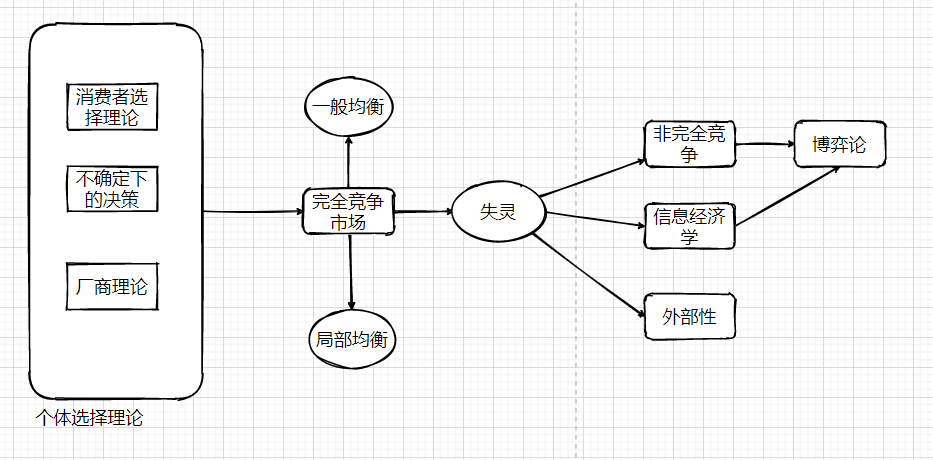 消费者选
择理论
不确定下
的决策
厂商理论
个体选择理论
一般均衡
完全竞争
市场
局部均衡
失灵
非完全竞
争
信息经济
学
外部性
博弈论